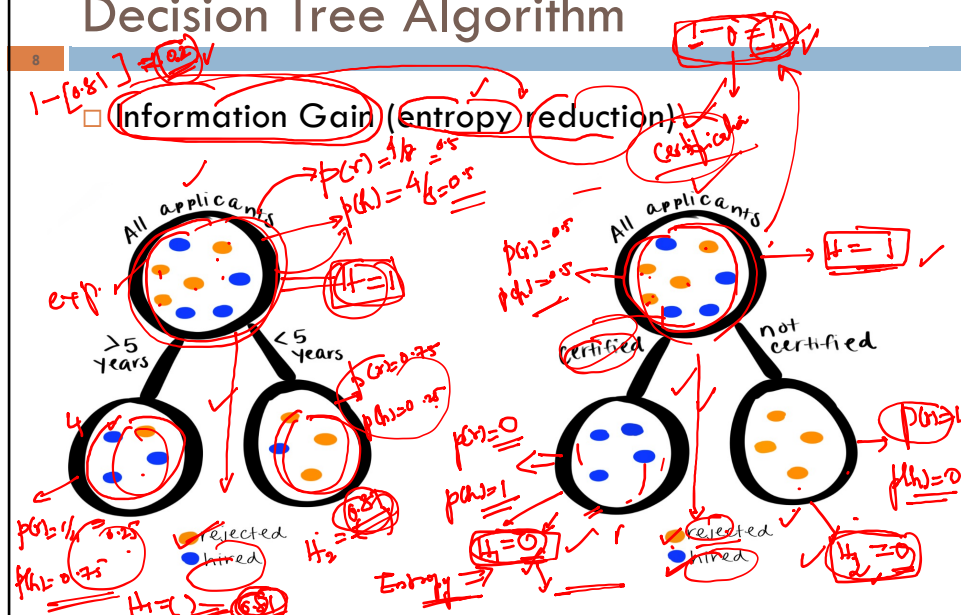 Decision Tree Algorithm
8
1-[0.81]
1-0=1
Information Gain (entropy reduction)
p(r)=4/8 =0.5
p(h)=4/8=0.5
All applicants
exp.
H=1
>5 years
<5 years
p(r)=0.75
p(h)=0.25
4
p(r)=1/4 =0.25
p(h)=0.75
H1=( )=0.81
H2=
0.81
rejected
hired
All applicants
p(r)=0.5
p(h)=0.5
H=1
certified
not certified
p(r)=0
p(h)=1
H1=0
Entropy
p(r)=1
p(h)=0
H2=0
rejected
hired